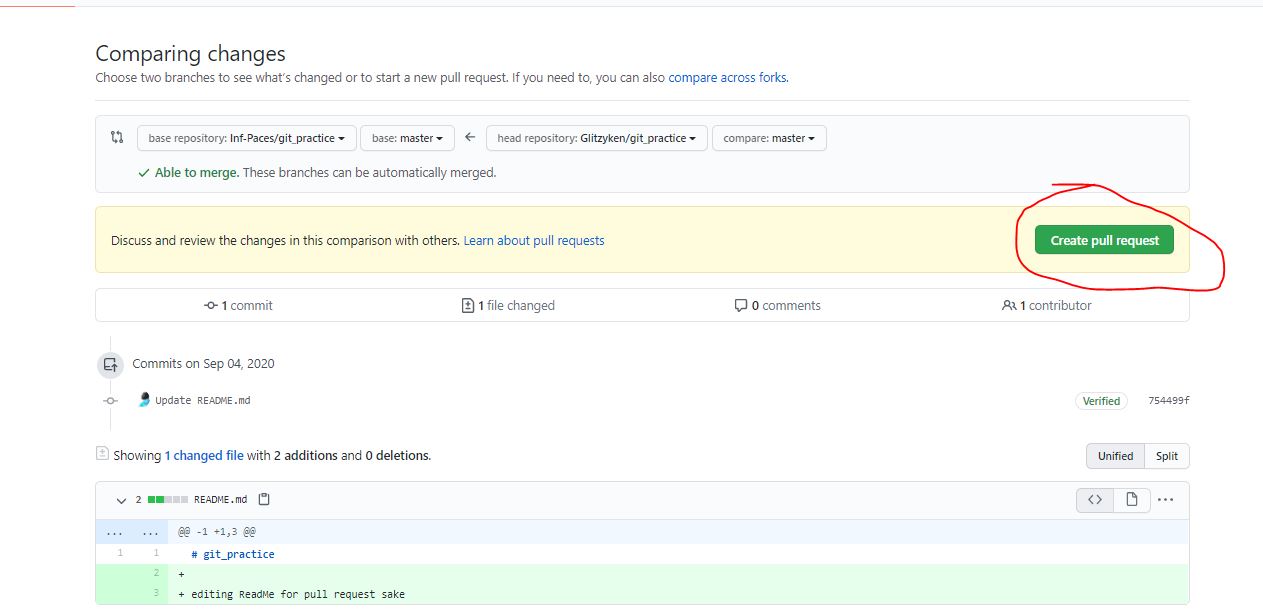 Comparing changes
Choose two branches to see what's changed or to start a new pull request. If you need to, you can also compare across forks.
base repository: Inf-Paces/git_practice base: master head repository: Glitzyken/git_practice compare: master
Able to merge. These branches can be automatically merged.
Discuss and review the changes in this comparison with others. Learn about pull requests Create pull request
1 commit 1 file changed 0 comments 1 contributor
Commits on Sep 04, 2020
Update README.md Verified 754499f
Showing 1 changed file with 2 additions and 0 deletions. Unified Split
2 README.md <> ...
... ... @@ -1 +1,3 @@
1 1 # git_practice
2 +
3 + editing ReadMe for pull request sake